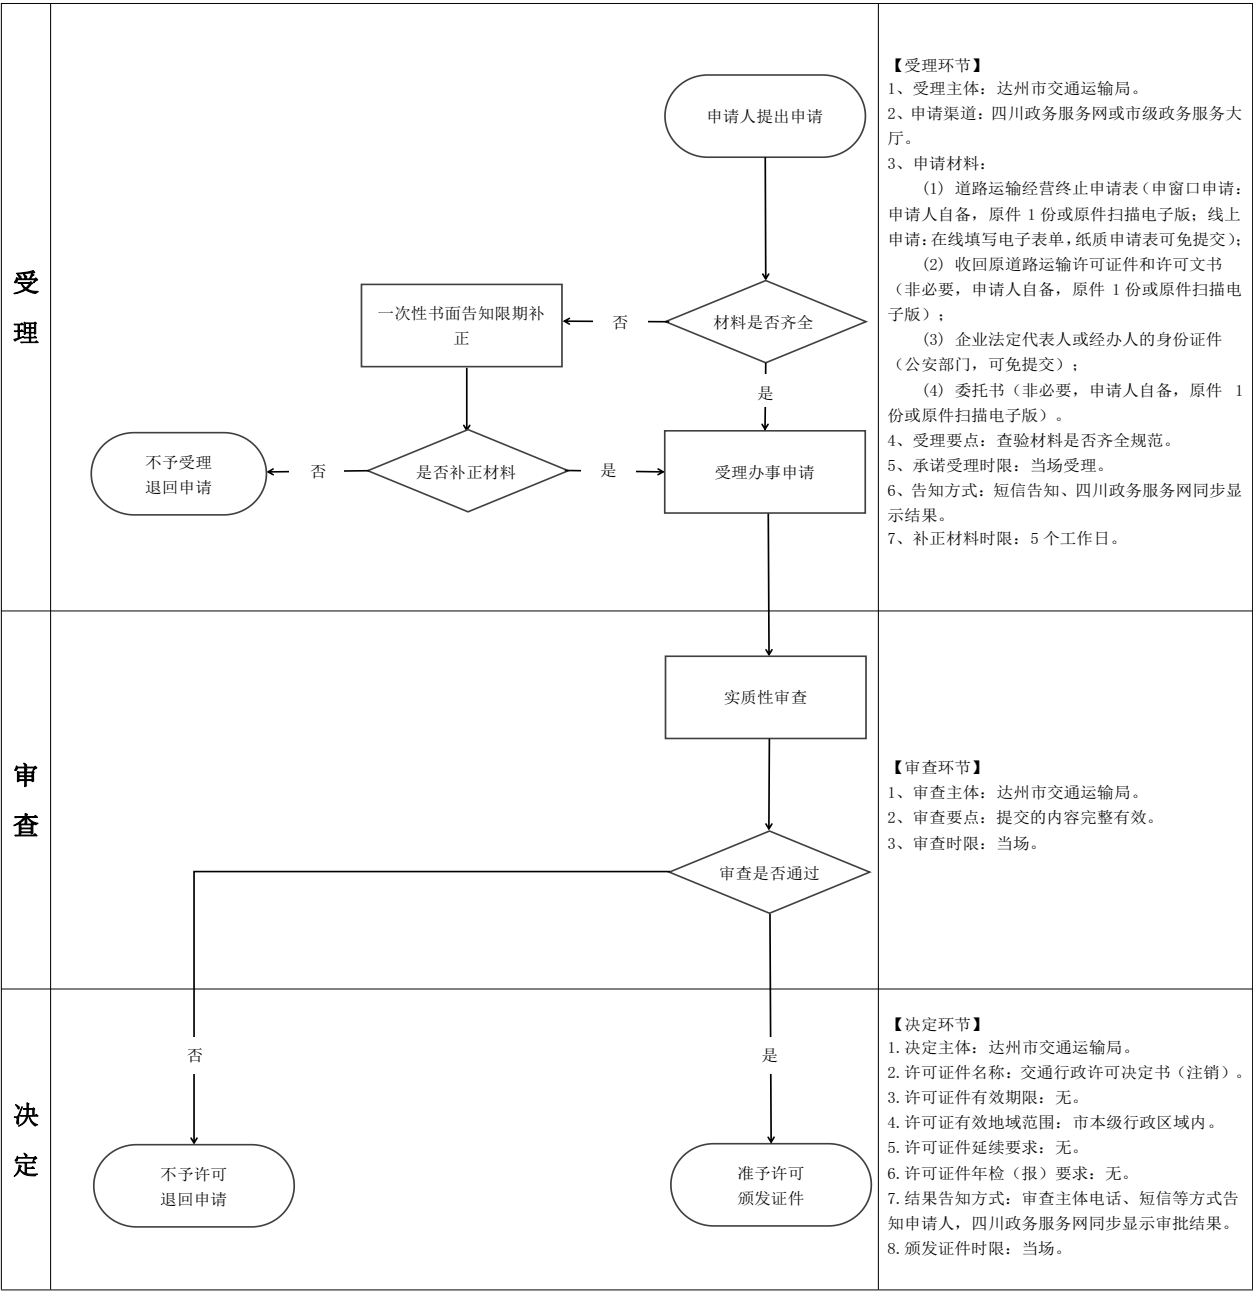 受
理
申请人提出申请
材料是否齐全
否
一次性书面告知限期补
正
是
是否补正材料
否
不予受理
退回申请
是
受理办事申请
【受理环节】
1、受理主体：达州市交通运输局。
2、申请渠道：四川政务服务网或市级政务服务大
厅。
3、申请材料：
（1）道路运输经营终止申请表（申窗口申请：
申请人自备，原件 1 份或原件扫描电子版；线上
申请：在线填写电子表单，纸质申请表可免提交）；
（2）收回原道路运输许可证件和许可文书
（非必要，申请人自备，原件 1 份或原件扫描电
子版）；
（3）企业法定代表人或经办人的身份证件
（公安部门，可免提交）；
（4）委托书（非必要，申请人自备，原件 1
份或原件扫描电子版）。
4、受理要点：查验材料是否齐全规范。
5、承诺受理时限：当场受理。
6、告知方式：短信告知、四川政务服务网同步显
示结果。
7、补正材料时限：5 个工作日。
审
查
实质性审查
审查是否通过
【审查环节】
1、审查主体：达州市交通运输局。
2、审查要点：提交的内容完整有效。
3、审查时限：当场。
决
定
否
是
不予许可
退回申请
准予许可
颁发证件
【决定环节】
1.决定主体：达州市交通运输局。
2.许可证件名称：交通行政许可决定书（注销）。
3.许可证件有效期限：无。
4.许可证有效地域范围：市本级行政区域内。
5.许可证件延续要求：无。
6.许可证件年检（报）要求：无。
7.结果告知方式：审查主体电话、短信等方式告
知申请人，四川政务服务网同步显示审批结果。
8.颁发证件时限：当场。